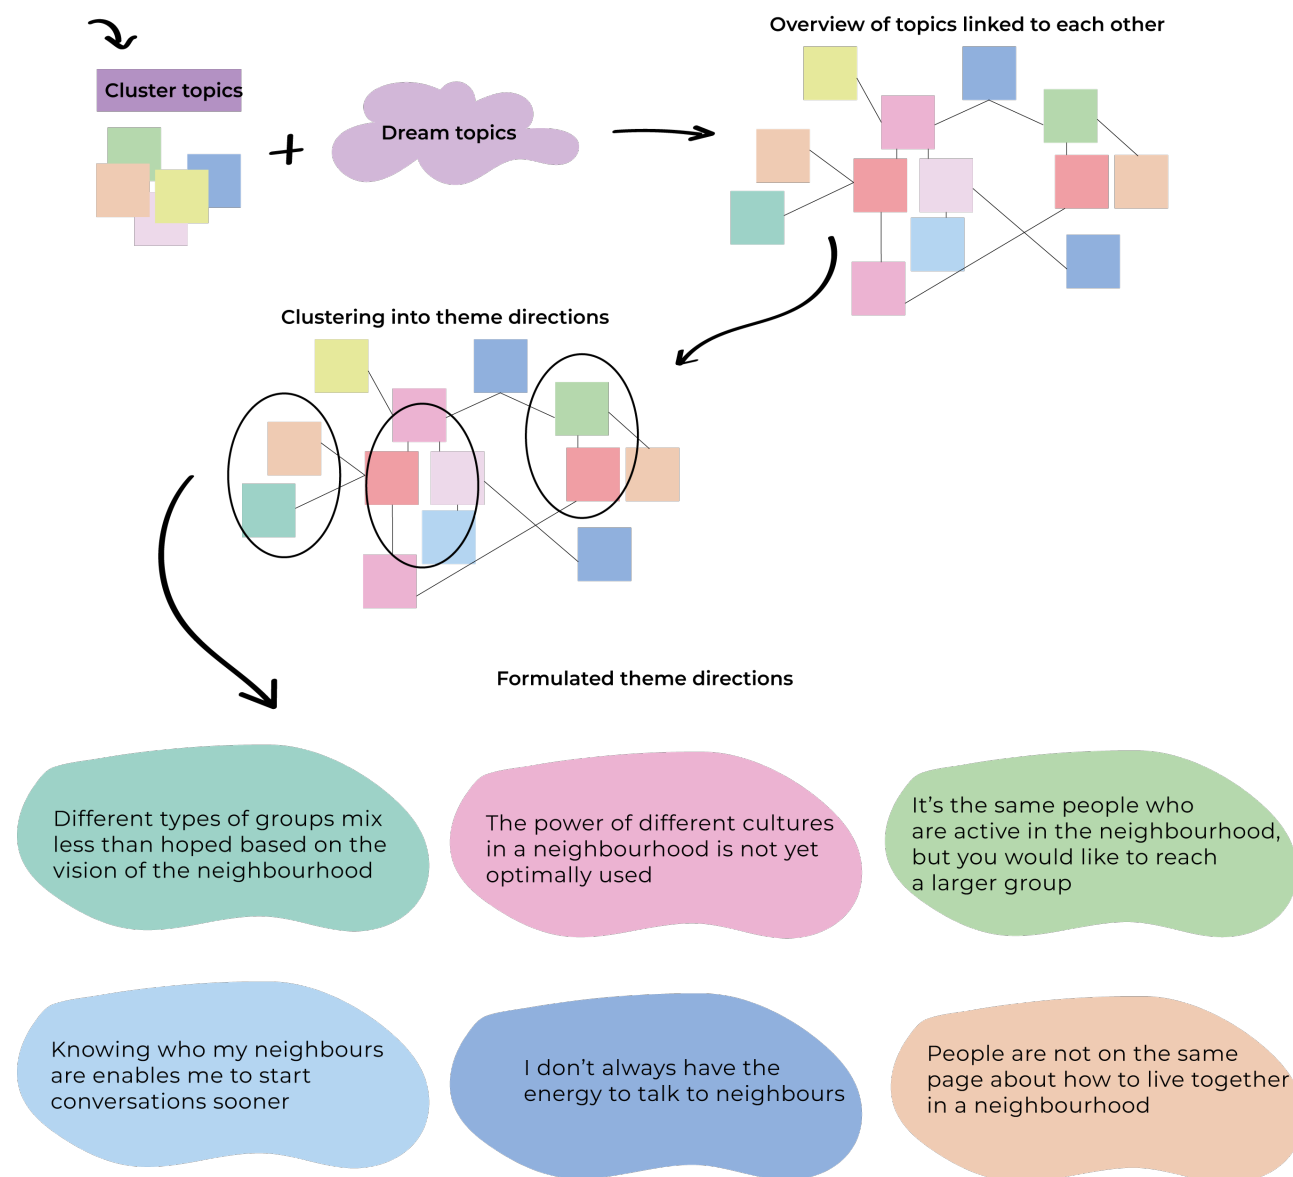 Overview of topics linked to each other
Cluster topics
Dream topics
Clustering into theme directions
Formulated theme directions
Different types of groups mix
less than hoped based on the
vision of the neighbourhood
The power of different cultures
in a neighbourhood is not yet
optimally used
It’s the same people who
are active in the neighbourhood,
but you would like to reach
a larger group
Knowing who my neighbours
are enables me to start
conversations sooner
I don’t always have the
energy to talk to neighbours
People are not on the same
page about how to live together
in a neighbourhood